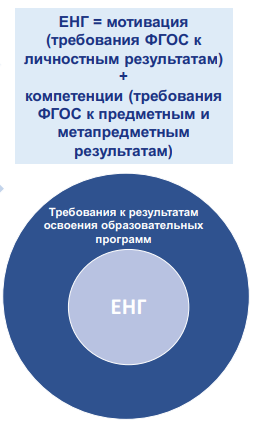 ЕНГ = мотивация
(требования ФГОС к
личностным результатам)
+
компетенции (требования
ФГОС к предметным и
метапредметным
результатам)
Требования к результатам
освоения образовательных
программ
ЕНГ